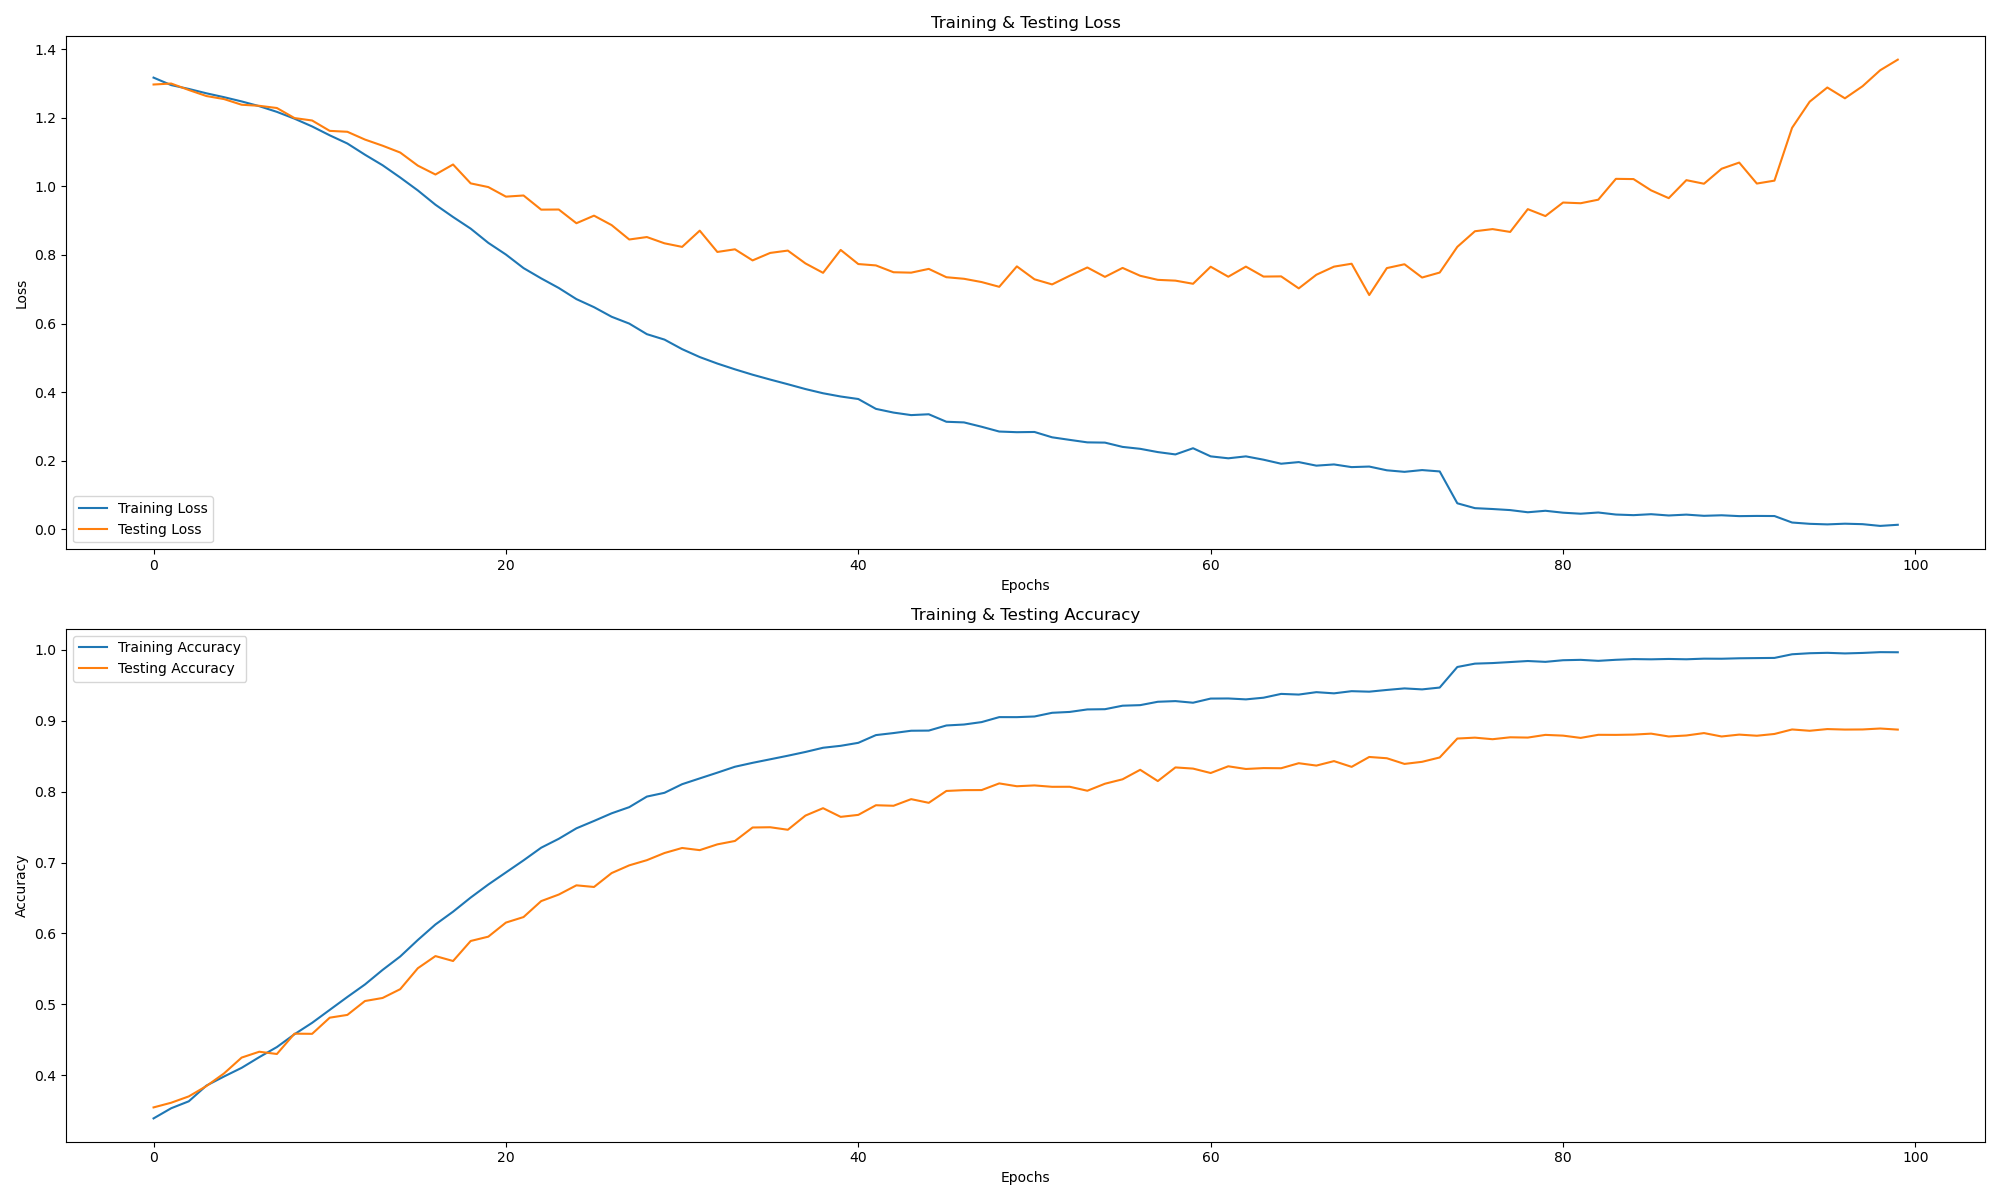 Training & Testing Loss
1.4
1.2
1.0
0.8
0.6
0.4
0.2
0.0
Loss
Training Loss
Testing Loss
0 20 40 60 80 100
Epochs
Training & Testing Accuracy
1.0
0.9
0.8
0.7
0.6
0.5
0.4
Accuracy
Training Accuracy
Testing Accuracy
0 20 40 60 80 100
Epochs